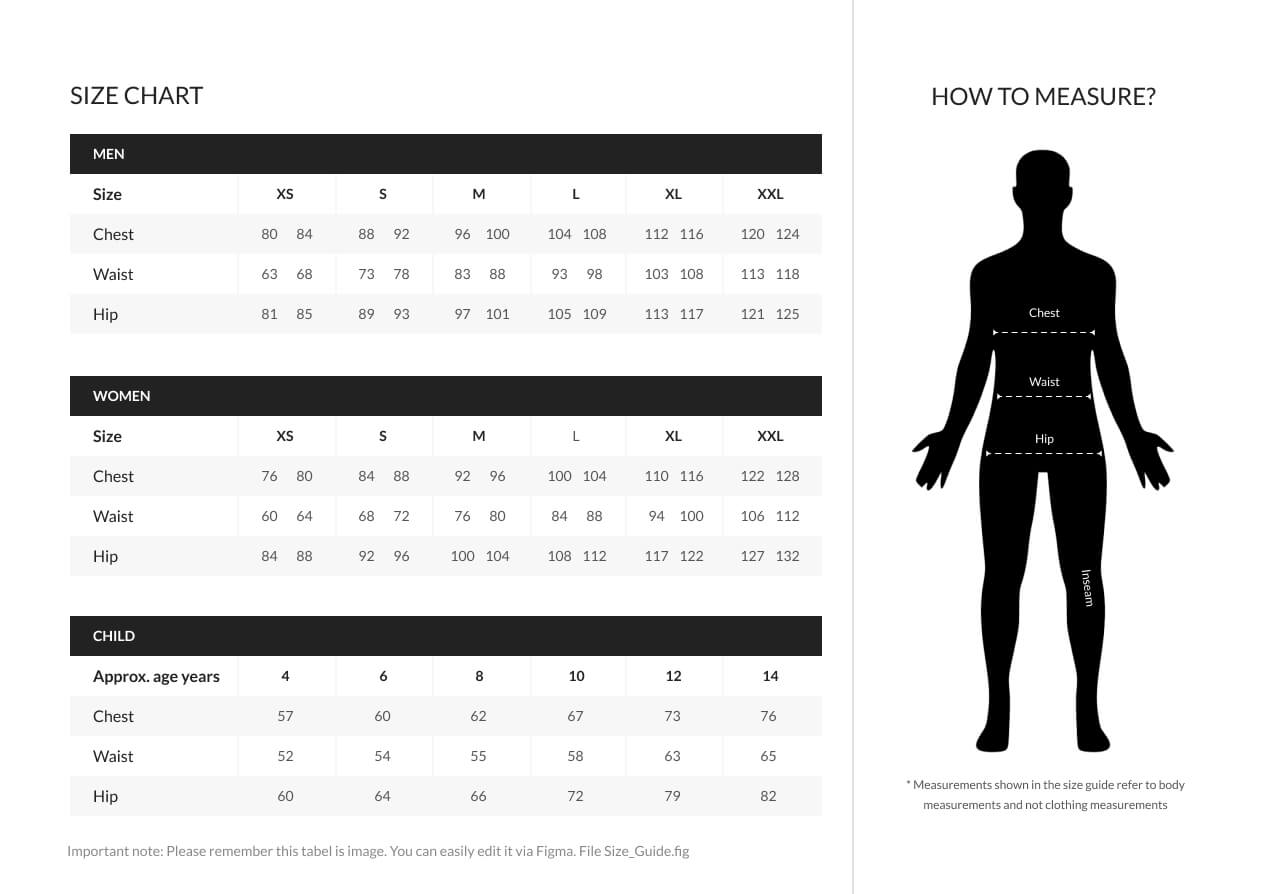 SIZE CHART
MEN
Size XS S M L XL XXL
Chest 80 84 88 92 96 100 104 108 112 116 120 124
Waist 63 68 73 78 83 88 93 98 103 108 113 118
Hip 81 85 89 93 97 101 105 109 113 117 121 125
WOMEN
Size XS S M L XL XXL
Chest 76 80 84 88 92 96 100 104 110 116 122 128
Waist 60 64 68 72 76 80 84 88 94 100 106 112
Hip 84 88 92 96 100 104 108 112 117 122 127 132
CHILD
Approx. age years 4 6 8 10 12 14
Chest 57 60 62 67 73 76
Waist 52 54 55 58 63 65
Hip 60 64 66 72 79 82
Important note: Please remember this tabel is image. You can easily edit it via Figma. File Size_Guide.fig
HOW TO MEASURE?
Chest
Waist
Hip
Inseam
* Measurements shown in the size guide refer to body
measurements and not clothing measurements